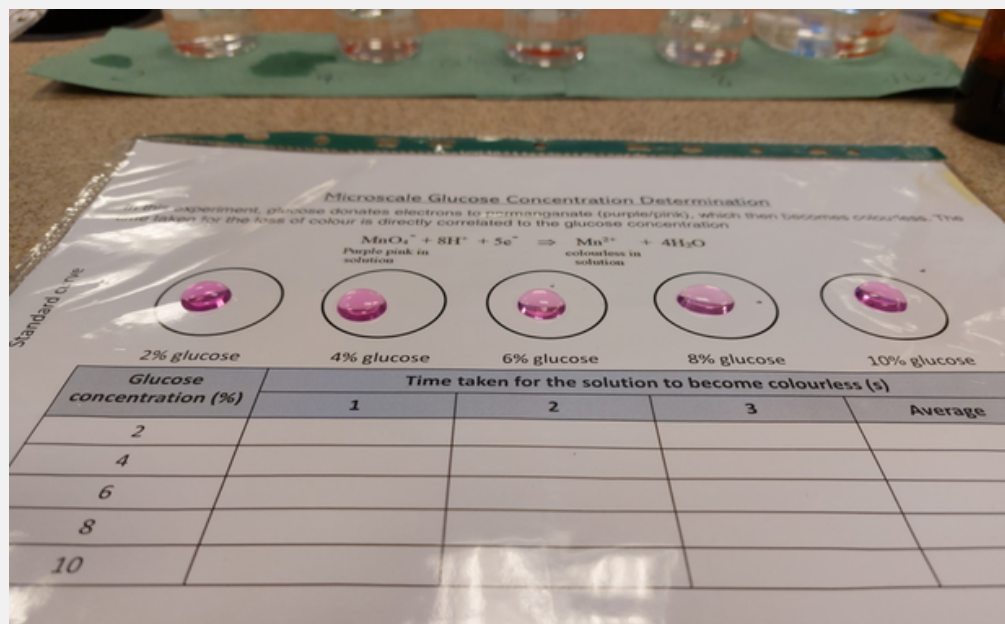 Microscale Glucose Concentration Determination
In this experiment, glucose donates electrons to permanganate (purple/pink), which then becomes colourless. The
time taken for the loss of colour is directly correlated to the glucose concentration
MnO₄⁻ + 8H⁺ + 5e⁻ ⇒ Mn²⁺ + 4H₂O
Purple pink in colourless in
solution solution
Standard curve
2% glucose 4% glucose 6% glucose 8% glucose 10% glucose
Glucose Time taken for the solution to become colourless (s)
concentration (%) 1 2 3 Average
2
4
6
8
10